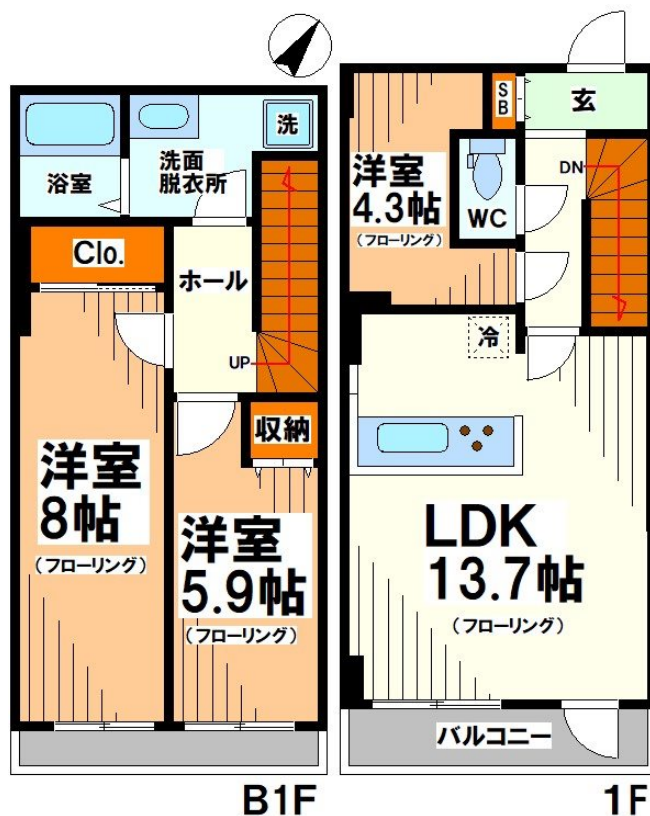 浴室
洗面
脱衣所
洗
Clo.
ホール
UP
収納
洋室
8帖
(フローリング)
洋室
5.9帖
(フローリング)
B1F
SB
玄
洋室
4.3帖
(フローリング)
WC
DN
冷
LDK
13.7帖
(フローリング)
バルコニー
1F